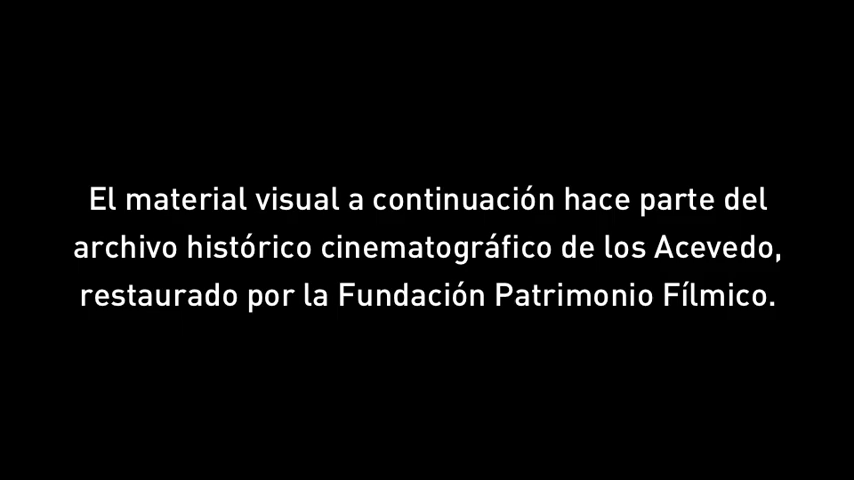 El material visual a continuación hace parte del
archivo histórico cinematográfico de los Acevedo,
restaurado por la Fundación Patrimonio Fílmico.